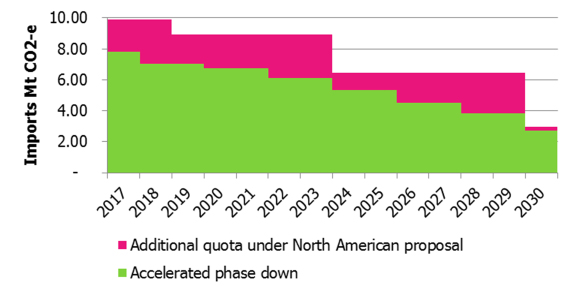 10.00
8.00
6.00
4.00
2.00
-
Imports Mt CO2-e
2017 2018 2019 2020 2021 2022 2023 2024 2025 2026 2027 2028 2029 2030
Additional quota under North American proposal
Accelerated phase down